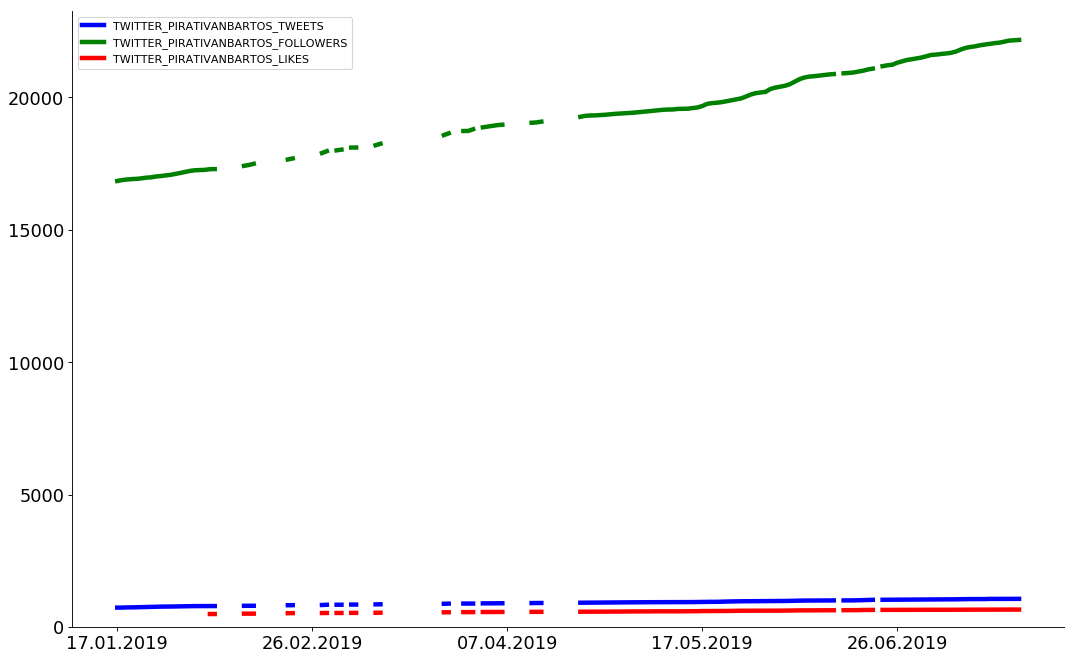 TWITTER_PIRATIVANBARTOS_TWEETS
TWITTER_PIRATIVANBARTOS_FOLLOWERS
TWITTER_PIRATIVANBARTOS_LIKES
20000
15000
10000
5000
0
17.01.2019 26.02.2019 07.04.2019 17.05.2019 26.06.2019